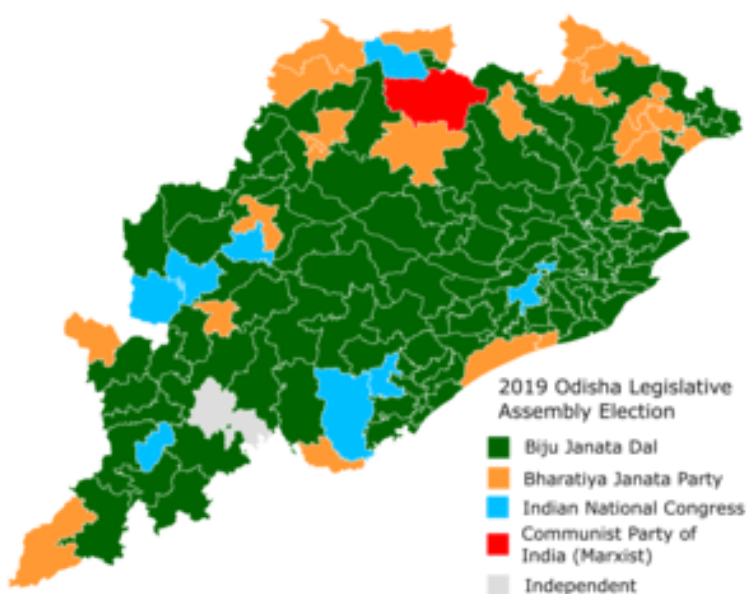 2019 Odisha Legislative
Assembly Election
Biju Janata Dal
Bharatiya Janata Party
Indian National Congress
Communist Party of
India (Marxist)
Independent